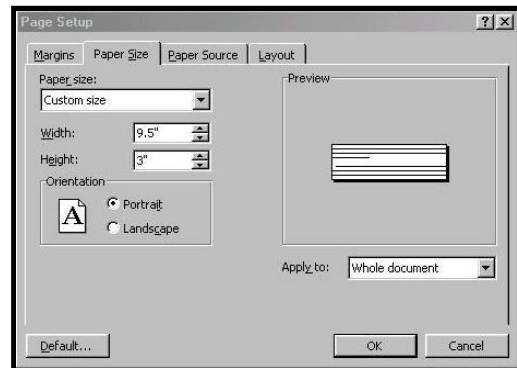 Page Setup
Margins Paper Size Paper Source Layout
Paper size:
Custom size
Width: 9.5"
Height: 3"
Orientation
A
Portrait
Landscape
Preview
Apply to: Whole document
Default... OK Cancel